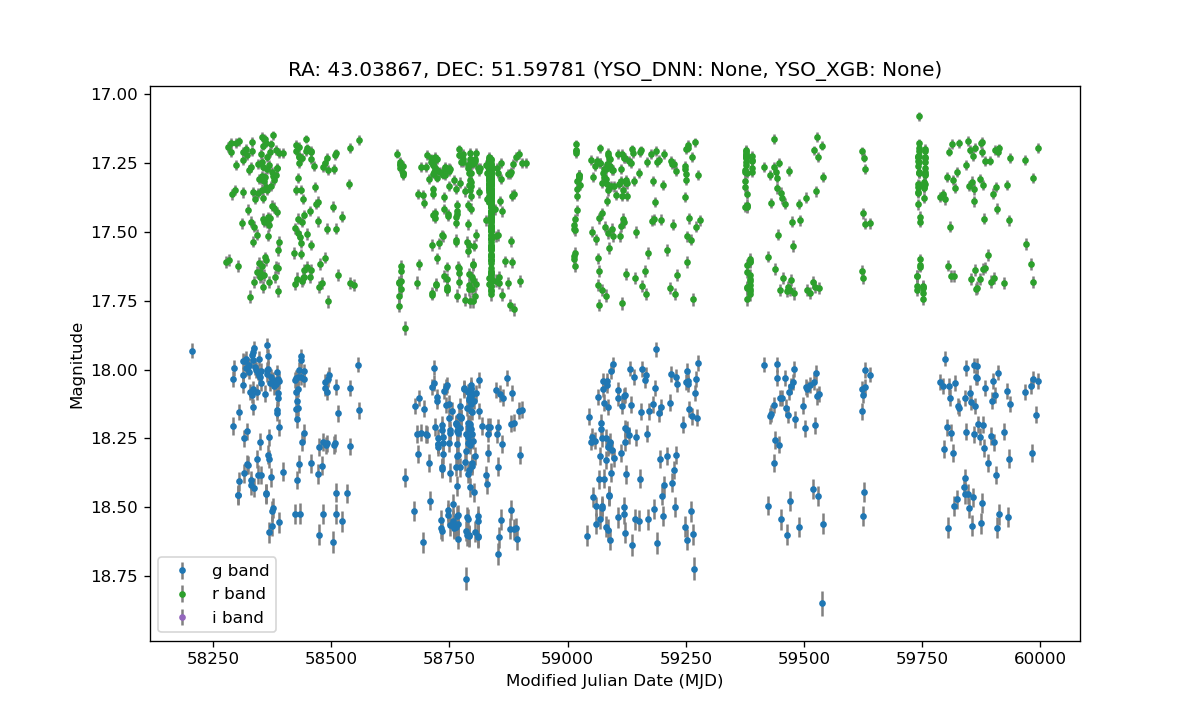 RA: 43.03867, DEC: 51.59781 (YSO_DNN: None, YSO_XGB: None)
17.00
17.25
17.50
17.75
18.00
18.25
18.50
18.75
Magnitude
g band
r band
i band
58250
58500
58750
59000
59250
59500
59750
60000
Modified Julian Date (MJD)